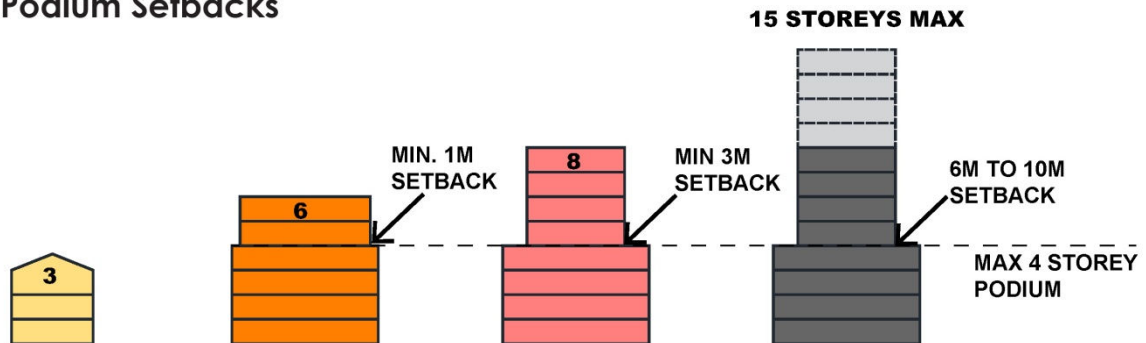 Podium Setbacks
15 STOREYS MAX
MIN. 1M
SETBACK
8
MIN 3M
SETBACK
6M TO 10M
SETBACK
6
3
MAX 4 STOREY
PODIUM